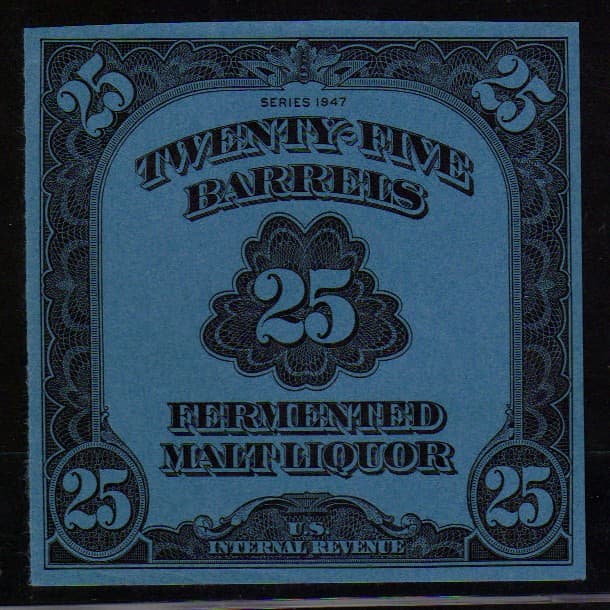 25 25
SERIES 1947
TWENTY-FIVE
BARRELS
25
FERMENTED
MALT LIQUOR
25 25
U.S.
INTERNAL REVENUE